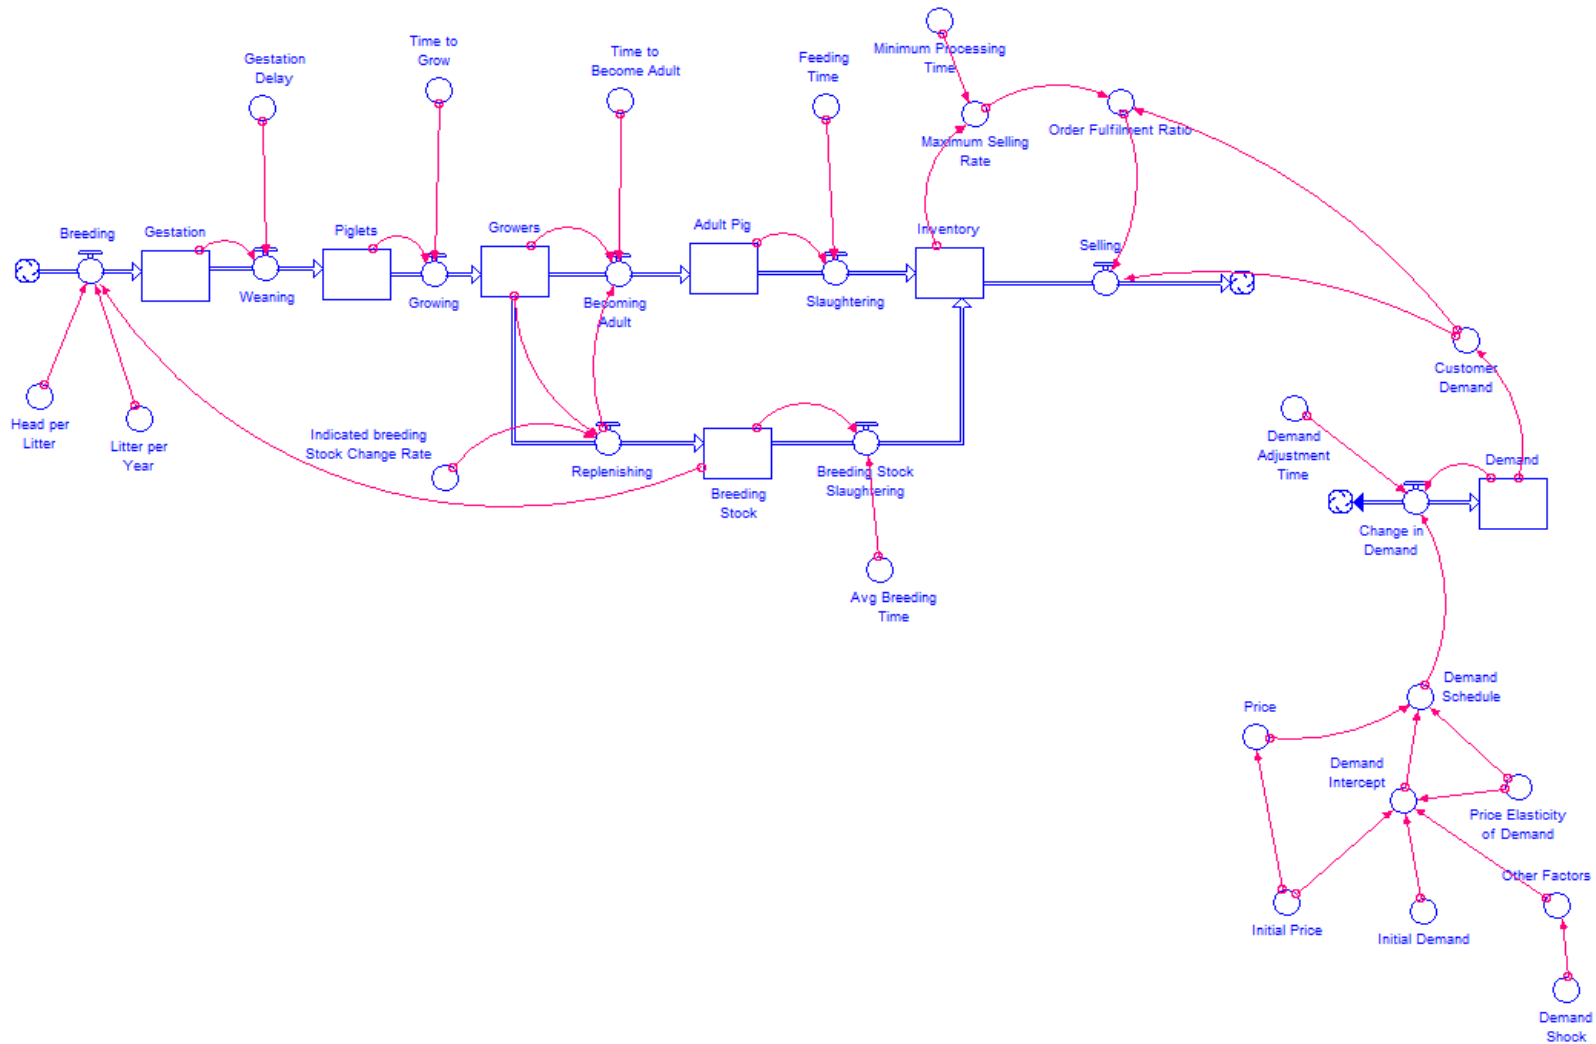 Minimum Processing
Time
Time to
Grow
Time to
Become Adult
Gestation
Delay
Feeding
Time
Maximum Selling
Rate
Order Fulfilment Ratio
Breeding
Gestation
Weaning
Piglets
Growing
Growers
Becoming
Adult
Adult Pig
Slaughtering
Inventory
Selling
Customer
Demand
Head per
Litter
Litter per
Year
Indicated breeding
Stock Change Rate
Replenishing
Breeding
Stock
Breeding Stock
Slaughtering
Avg Breeding
Time
Demand
Adjustment
Time
Demand
Change in
Demand
Demand
Schedule
Price
Demand
Intercept
Price Elasticity
of Demand
Other Factors
Initial Price
Initial Demand
Demand
Shock